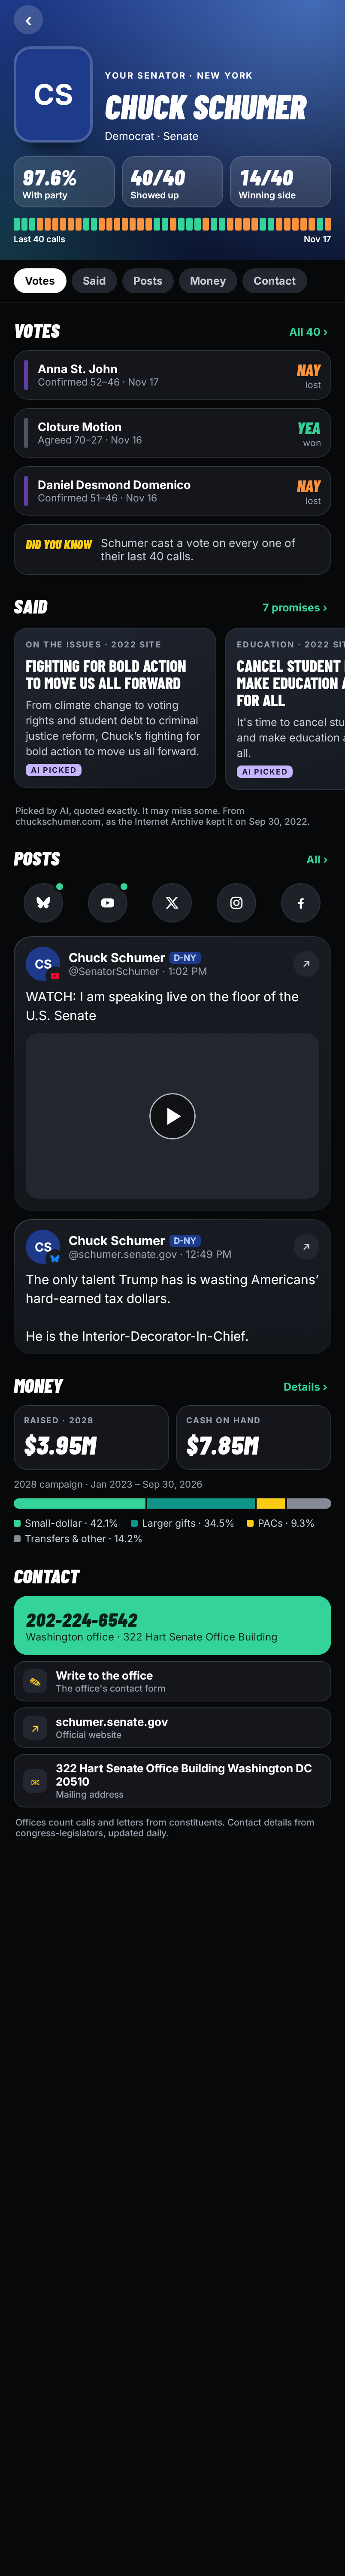 ‹
CS
YOUR SENATOR · NEW YORK
CHUCK SCHUMER
Democrat · Senate
97.6%
With party
40/40
Showed up
14/40
Winning side
Last 40 calls
Nov 17
Votes
Said
Posts
Money
Contact
VOTES
All 40 ›
Anna St. John
Confirmed 52–46 · Nov 17
NAY
lost
Cloture Motion
Agreed 70–27 · Nov 16
YEA
won
Daniel Desmond Domenico
Confirmed 51–46 · Nov 16
NAY
lost
DID YOU KNOW
Schumer cast a vote on every one of
their last 40 calls.
SAID
7 promises ›
ON THE ISSUES · 2022 SITE
FIGHTING FOR BOLD ACTION
TO MOVE US ALL FORWARD
From climate change to voting
rights and student debt to criminal
justice reform, Chuck’s fighting for
bold action to move us all forward.
AI PICKED
EDUCATION · 2022 SIT
CANCEL STUDENT
MAKE EDUCATION A
FOR ALL
It's time to cancel stu
and make education
all.
AI PICKED
Picked by AI, quoted exactly. It may miss some. From
chuckschumer.com, as the Internet Archive kept it on Sep 30, 2022.
POSTS
All ›
CS
Chuck Schumer D-NY
@SenatorSchumer · 1:02 PM
WATCH: I am speaking live on the floor of the
U.S. Senate
CS
Chuck Schumer D-NY
@schumer.senate.gov · 12:49 PM
The only talent Trump has is wasting Americans’
hard-earned tax dollars.
He is the Interior-Decorator-In-Chief.
MONEY
Details ›
RAISED · 2028
$3.95M
CASH ON HAND
$7.85M
2028 campaign · Jan 2023 – Sep 30, 2026
Small-dollar · 42.1%
Larger gifts · 34.5%
PACs · 9.3%
Transfers & other · 14.2%
CONTACT
202-224-6542
Washington office · 322 Hart Senate Office Building
Write to the office
The office's contact form
schumer.senate.gov
Official website
322 Hart Senate Office Building Washington DC
20510
Mailing address
Offices count calls and letters from constituents. Contact details from
congress-legislators, updated daily.